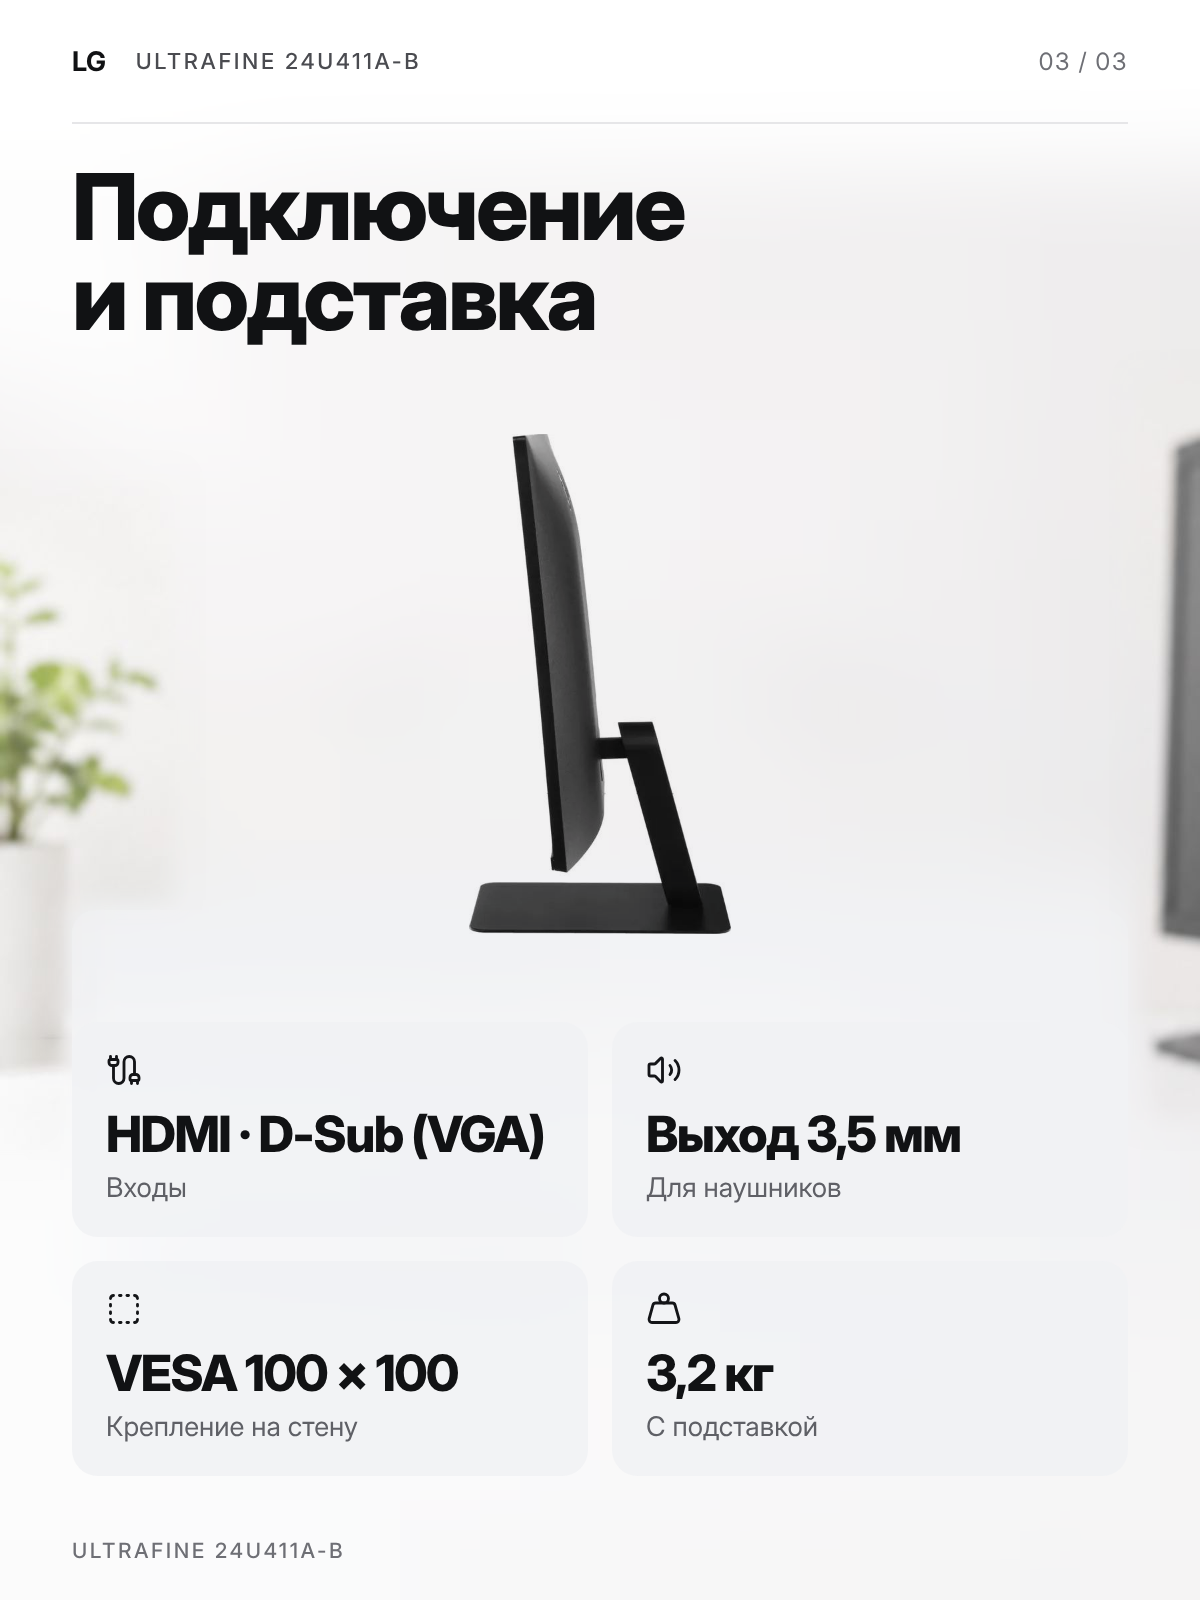 LG ULTRAFINE 24U411A-B 03 / 03
Подключение
и подставка
HDMI · D-Sub (VGA)
Входы
Выход 3,5 мм
Для наушников
VESA 100 × 100
Крепление на стену
3,2 кг
С подставкой
ULTRAFINE 24U411A-B